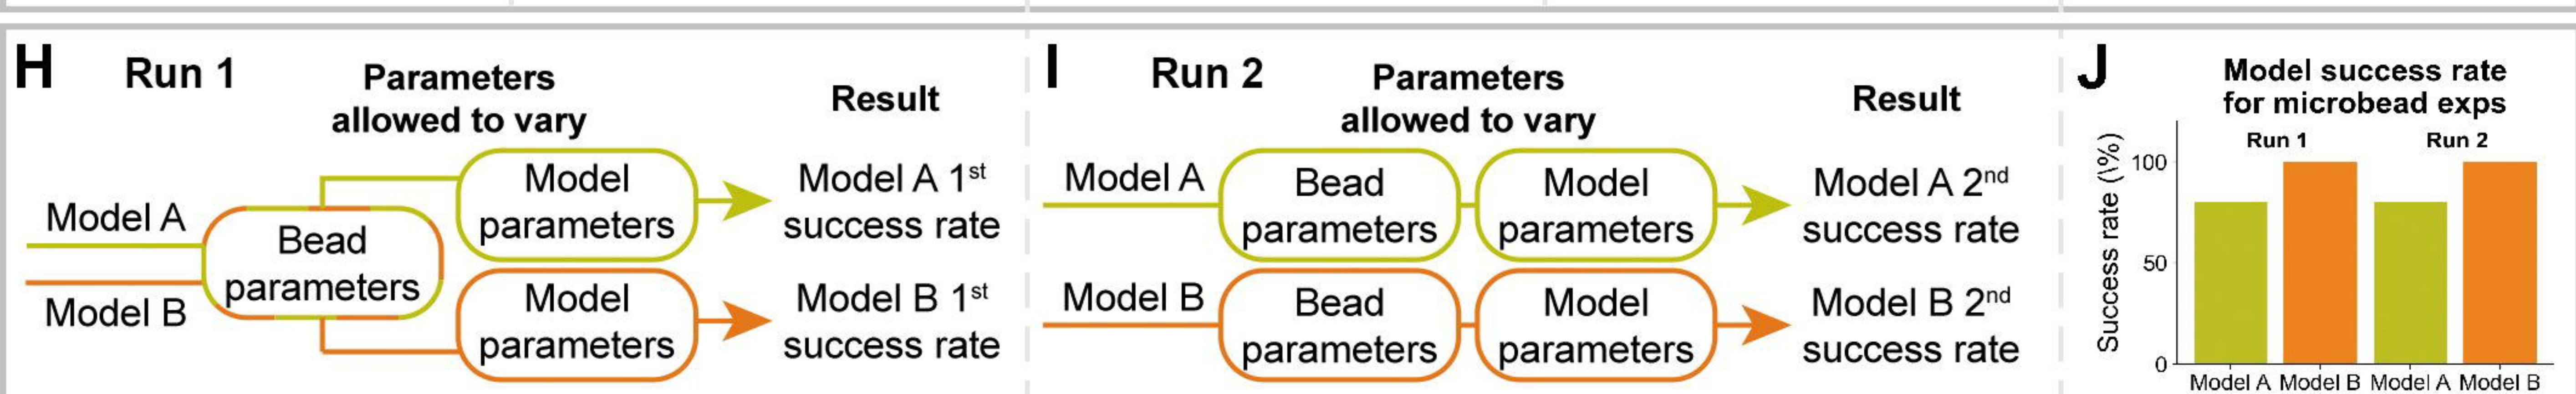 H
Run 1
Parameters
allowed to vary
Result
Model A
Model B
Bead
parameters
Model
parameters
Model A 1st
success rate
Model
parameters
Model B 1st
success rate
I
Run 2
Parameters
allowed to vary
Result
Model A
Bead
parameters
Model
parameters
Model A 2nd
success rate
Model B
Bead
parameters
Model
parameters
Model B 2nd
success rate
J
Model success rate
for microbead exps
Run 1
Run 2
Success rate (\%)
100
50
0
Model A Model B Model A Model B